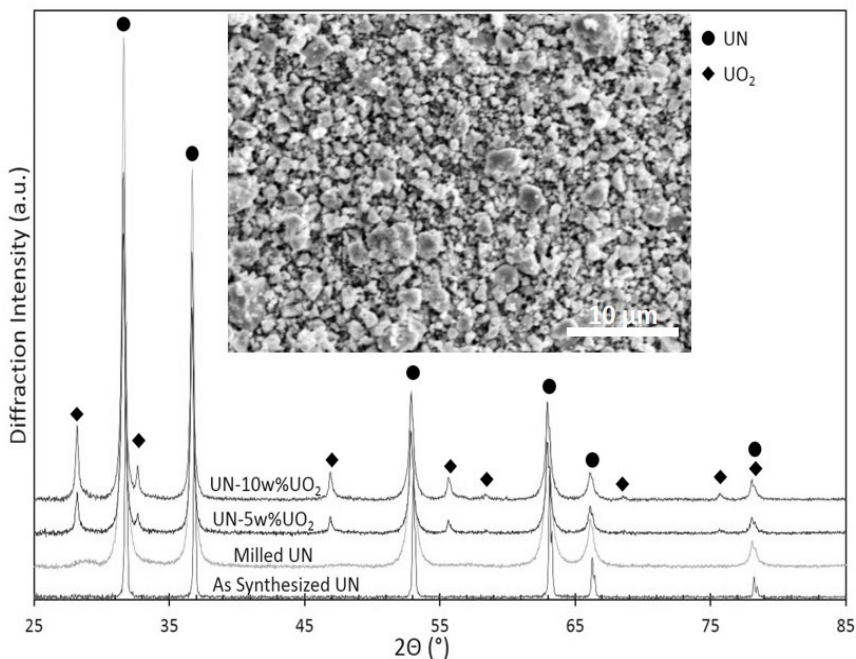 UN
UO₂
10 µm
Diffraction Intensity (a.u.)
UN-10w%UO₂
UN-5w%UO₂
Milled UN
As Synthesized UN
25 35 45 55 65 75 85
2Θ (°)